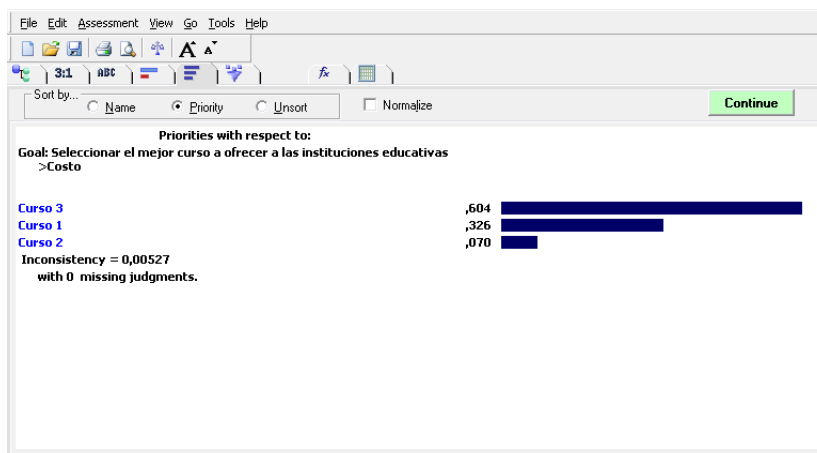 File Edit Assessment View Go Tools Help
A A
3:1 ABC fx
Sort by...
Name Priority Unsort Normalize Continue
Priorities with respect to:
Goal: Seleccionar el mejor curso a ofrecer a las instituciones educativas
>Costo
Curso 3 ,604
Curso 1 ,326
Curso 2 ,070
Inconsistency = 0,00527
with 0 missing judgments.